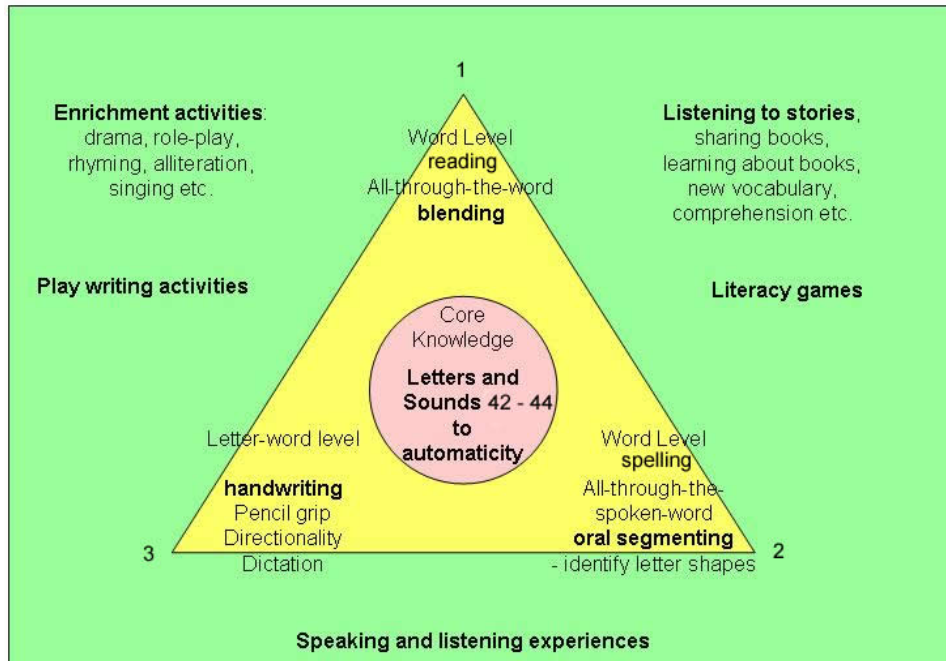 1
Enrichment activities:
drama, role-play,
rhyming, alliteration,
singing etc.
Listening to stories,
sharing books,
learning about books,
new vocabulary,
comprehension etc.
Word Level
reading
All-through-the-word
blending
Play writing activities
Literacy games
Core
Knowledge
Letters and
Sounds 42 - 44
to
automaticity
Letter-word level
handwriting
Pencil grip
Directionality
Dictation
3
Word Level
spelling
All-through-the-
spoken-word
oral segmenting
- identify letter shapes
2
Speaking and listening experiences